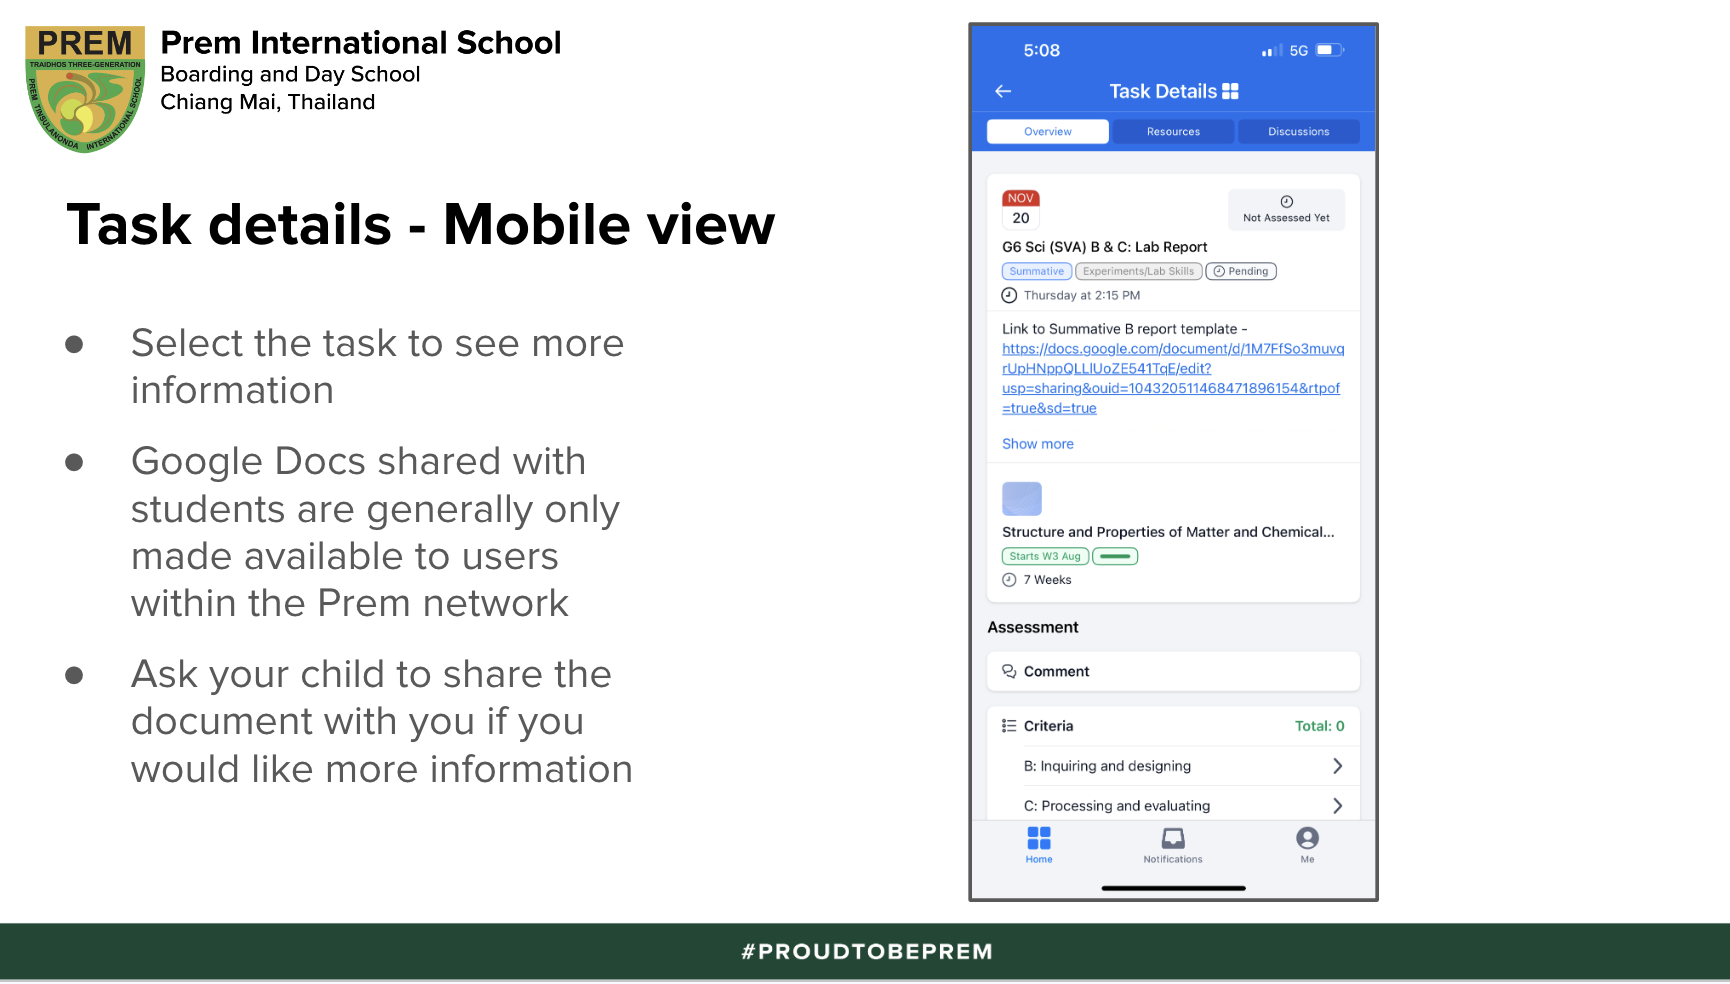 PREM
TRAIDHOS THREE-GENERATION
PREM TINSULANONDA INTERNATIONAL SCHOOL
Prem International School
Boarding and Day School
Chiang Mai, Thailand
Task details - Mobile view
● Select the task to see more
information
● Google Docs shared with
students are generally only
made available to users
within the Prem network
● Ask your child to share the
document with you if you
would like more information
5:08
5G
Task Details
Overview Resources Discussions
NOV
20
Not Assessed Yet
G6 Sci (SVA) B & C: Lab Report
Summative Experiments/Lab Skills Pending
Thursday at 2:15 PM
Link to Summative B report template -
https://docs.google.com/document/d/1M7FfSo3muvq
rUpHNppQLLlUoZE541TqE/edit?
usp=sharing&ouid=104320511468471896154&rtpof
=true&sd=true
Show more
Structure and Properties of Matter and Chemical...
Starts W3 Aug
7 Weeks
Assessment
Comment
Criteria Total: 0
B: Inquiring and designing
C: Processing and evaluating
Home Notifications Me
#PROUDTOBEPREM